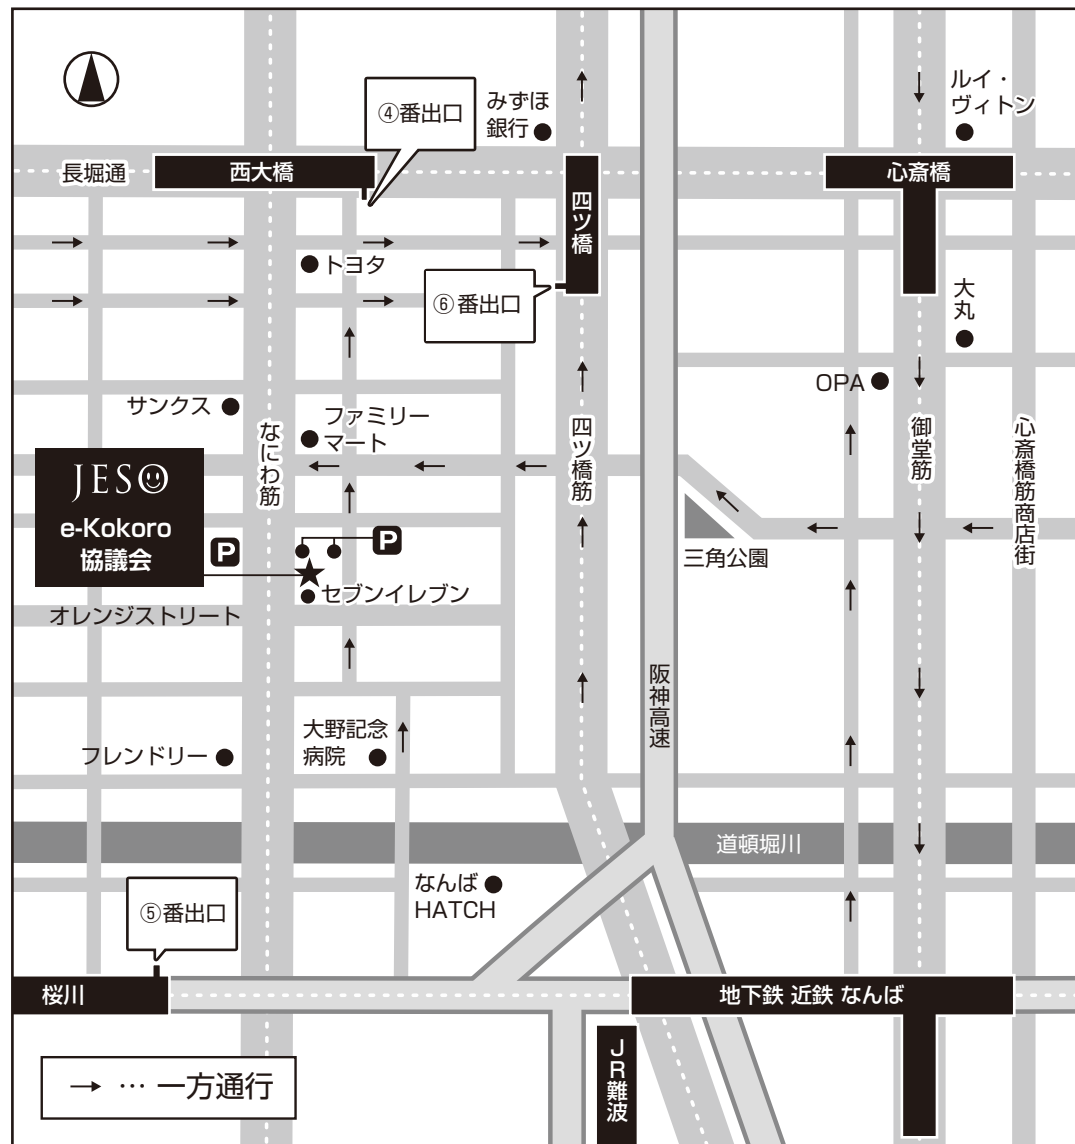 ルイ・
ヴィトン
みずほ
銀行
④番出口
長堀通
西大橋
四ツ橋
心斎橋
トヨタ
⑥番出口
大丸
OPA
サンクス
ファミリー
マート
なにわ筋
四ツ橋筋
御堂筋
心斎橋筋商店街
JESO
e-Kokoro
協議会
P
P
三角公園
セブンイレブン
オレンジストリート
阪神高速
大野記念
病院
フレンドリー
道頓堀川
なんば
HATCH
⑤番出口
桜川
地下鉄 近鉄 なんば
JR難波
→ … 一方通行